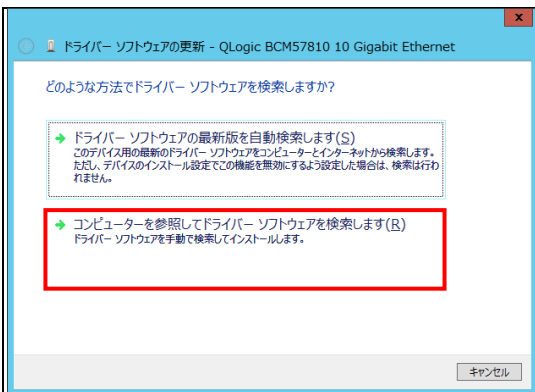 x
ドライバー ソフトウェアの更新 - QLogic BCM57810 10 Gigabit Ethernet
どのような方法でドライバー ソフトウェアを検索しますか?
ドライバー ソフトウェアの最新版を自動検索します(S)
このデバイス用の最新のドライバー ソフトウェアをコンピューターとインターネットから検索します。
ただし、デバイスのインストール設定でこの機能を無効にするよう設定した場合は、検索は行わ
れません。
コンピューターを参照してドライバー ソフトウェアを検索します(R)
ドライバー ソフトウェアを手動で検索してインストールします。
キャンセル